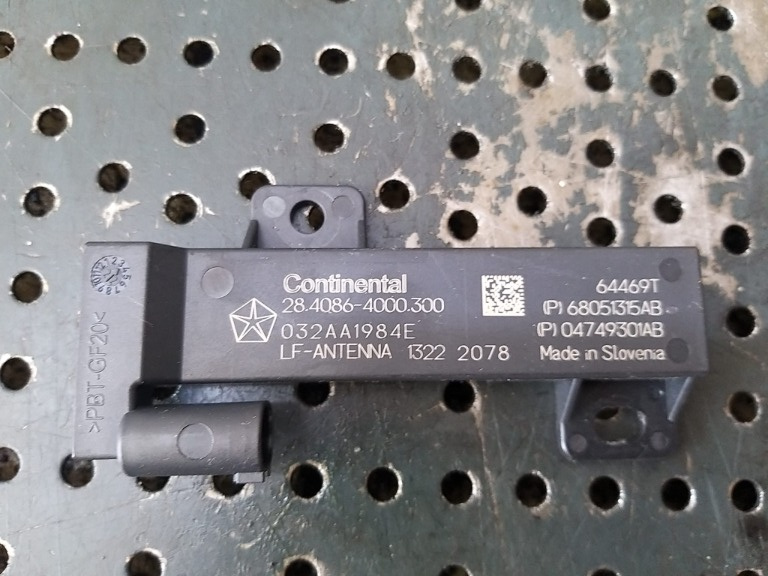 Continental
28.4086-4000.300
032AA1984E
LF-ANTENNA 1322 2078
64469T
(P) 68051315AB
(P) 04749301AB
Made in Slovenia
>PBT-GF20<